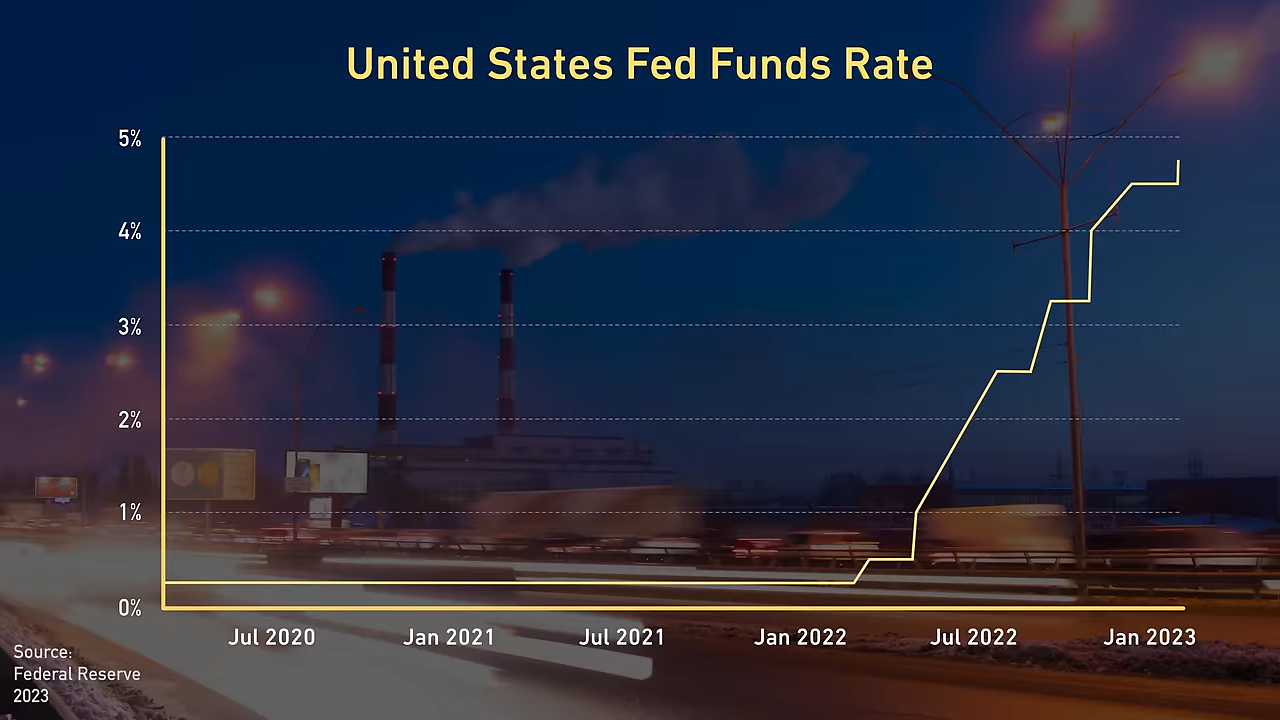 United States Fed Funds Rate
5%
4%
3%
2%
1%
0%
Jul 2020 Jan 2021 Jul 2021 Jan 2022 Jul 2022 Jan 2023
Source:
Federal Reserve
2023